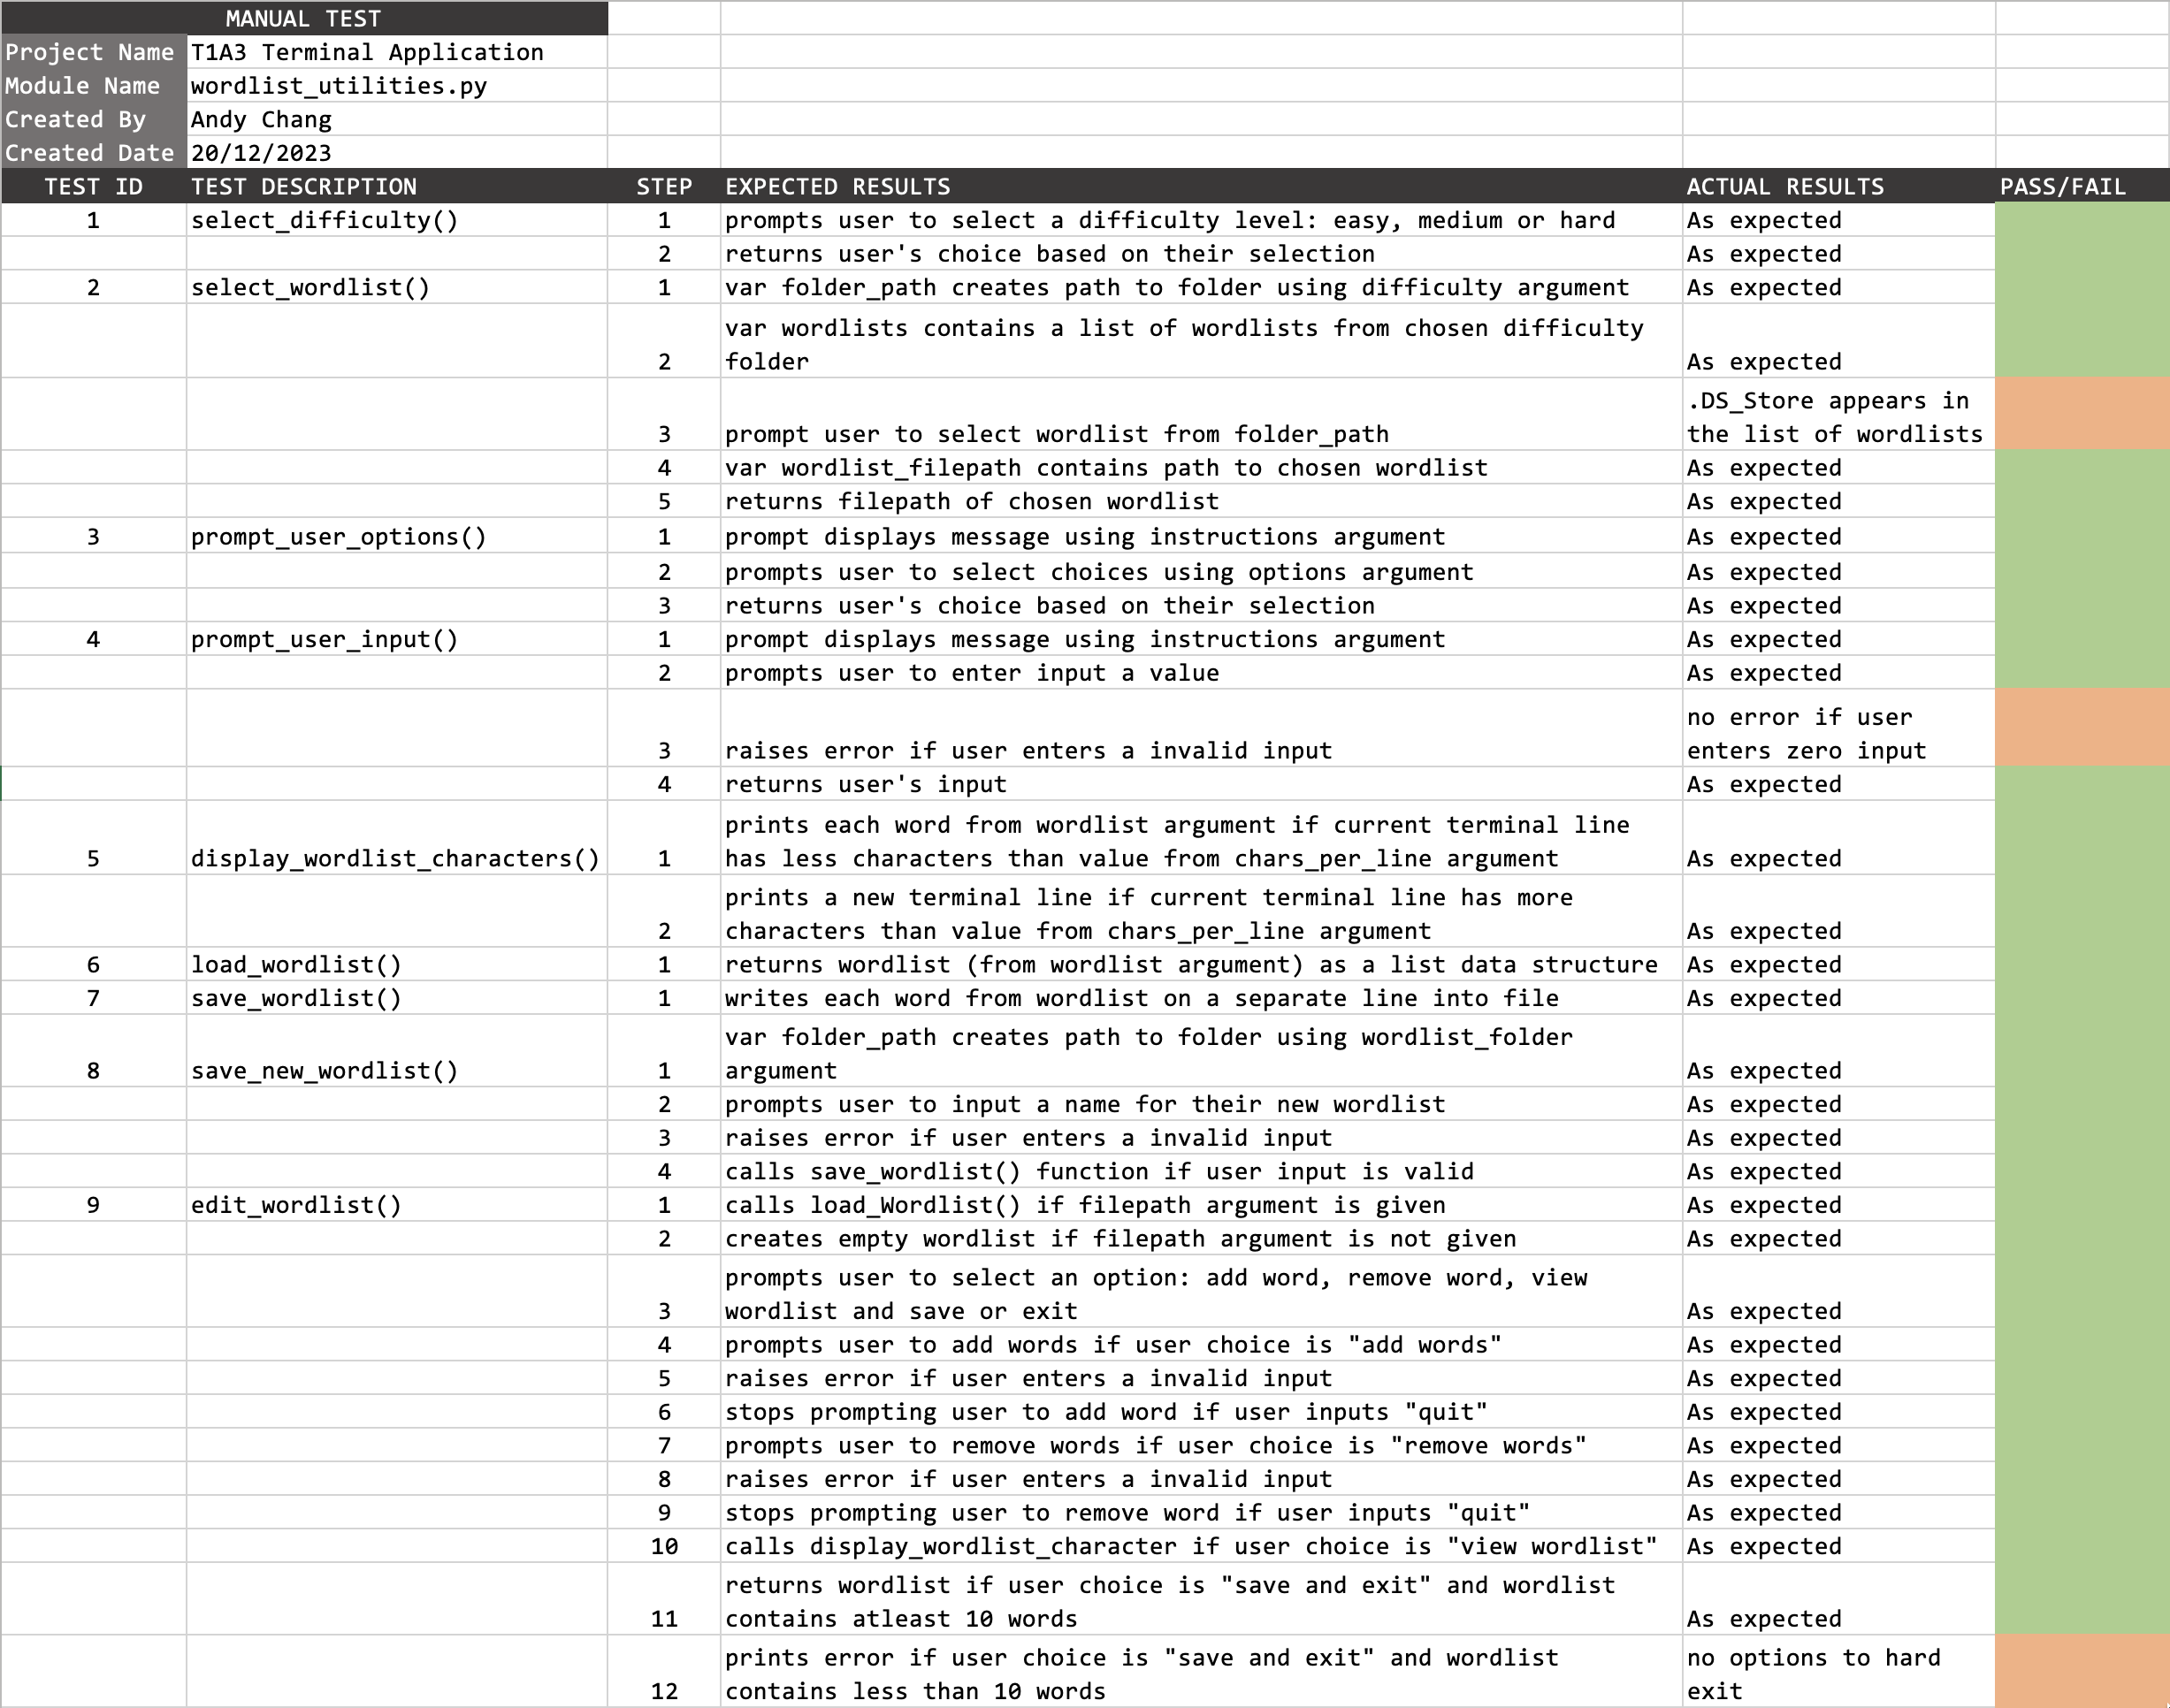 MANUAL TEST
Project Name T1A3 Terminal Application
Module Name wordlist_utilities.py
Created By Andy Chang
Created Date 20/12/2023
TEST ID TEST DESCRIPTION STEP EXPECTED RESULTS ACTUAL RESULTS PASS/FAIL
1 select_difficulty() 1 prompts user to select a difficulty level: easy, medium or hard As expected
2 returns user's choice based on their selection As expected
2 select_wordlist() 1 var folder_path creates path to folder using difficulty argument As expected
var wordlists contains a list of wordlists from chosen difficulty
2 folder As expected
.DS_Store appears in
3 prompt user to select wordlist from folder_path the list of wordlists
4 var wordlist_filepath contains path to chosen wordlist As expected
5 returns filepath of chosen wordlist As expected
3 prompt_user_options() 1 prompt displays message using instructions argument As expected
2 prompts user to select choices using options argument As expected
3 returns user's choice based on their selection As expected
4 prompt_user_input() 1 prompt displays message using instructions argument As expected
2 prompts user to enter input a value As expected
no error if user
3 raises error if user enters a invalid input enters zero input
4 returns user's input As expected
prints each word from wordlist argument if current terminal line
5 display_wordlist_characters() 1 has less characters than value from chars_per_line argument As expected
prints a new terminal line if current terminal line has more
2 characters than value from chars_per_line argument As expected
6 load_wordlist() 1 returns wordlist (from wordlist argument) as a list data structure As expected
7 save_wordlist() 1 writes each word from wordlist on a separate line into file As expected
var folder_path creates path to folder using wordlist_folder
8 save_new_wordlist() 1 argument As expected
2 prompts user to input a name for their new wordlist As expected
3 raises error if user enters a invalid input As expected
4 calls save_wordlist() function if user input is valid As expected
9 edit_wordlist() 1 calls load_Wordlist() if filepath argument is given As expected
2 creates empty wordlist if filepath argument is not given As expected
prompts user to select an option: add word, remove word, view
3 wordlist and save or exit As expected
4 prompts user to add words if user choice is "add words" As expected
5 raises error if user enters a invalid input As expected
6 stops prompting user to add word if user inputs "quit" As expected
7 prompts user to remove words if user choice is "remove words" As expected
8 raises error if user enters a invalid input As expected
9 stops prompting user to remove word if user inputs "quit" As expected
10 calls display_wordlist_character if user choice is "view wordlist" As expected
returns wordlist if user choice is "save and exit" and wordlist
11 contains atleast 10 words As expected
prints error if user choice is "save and exit" and wordlist no options to hard
12 contains less than 10 words exit